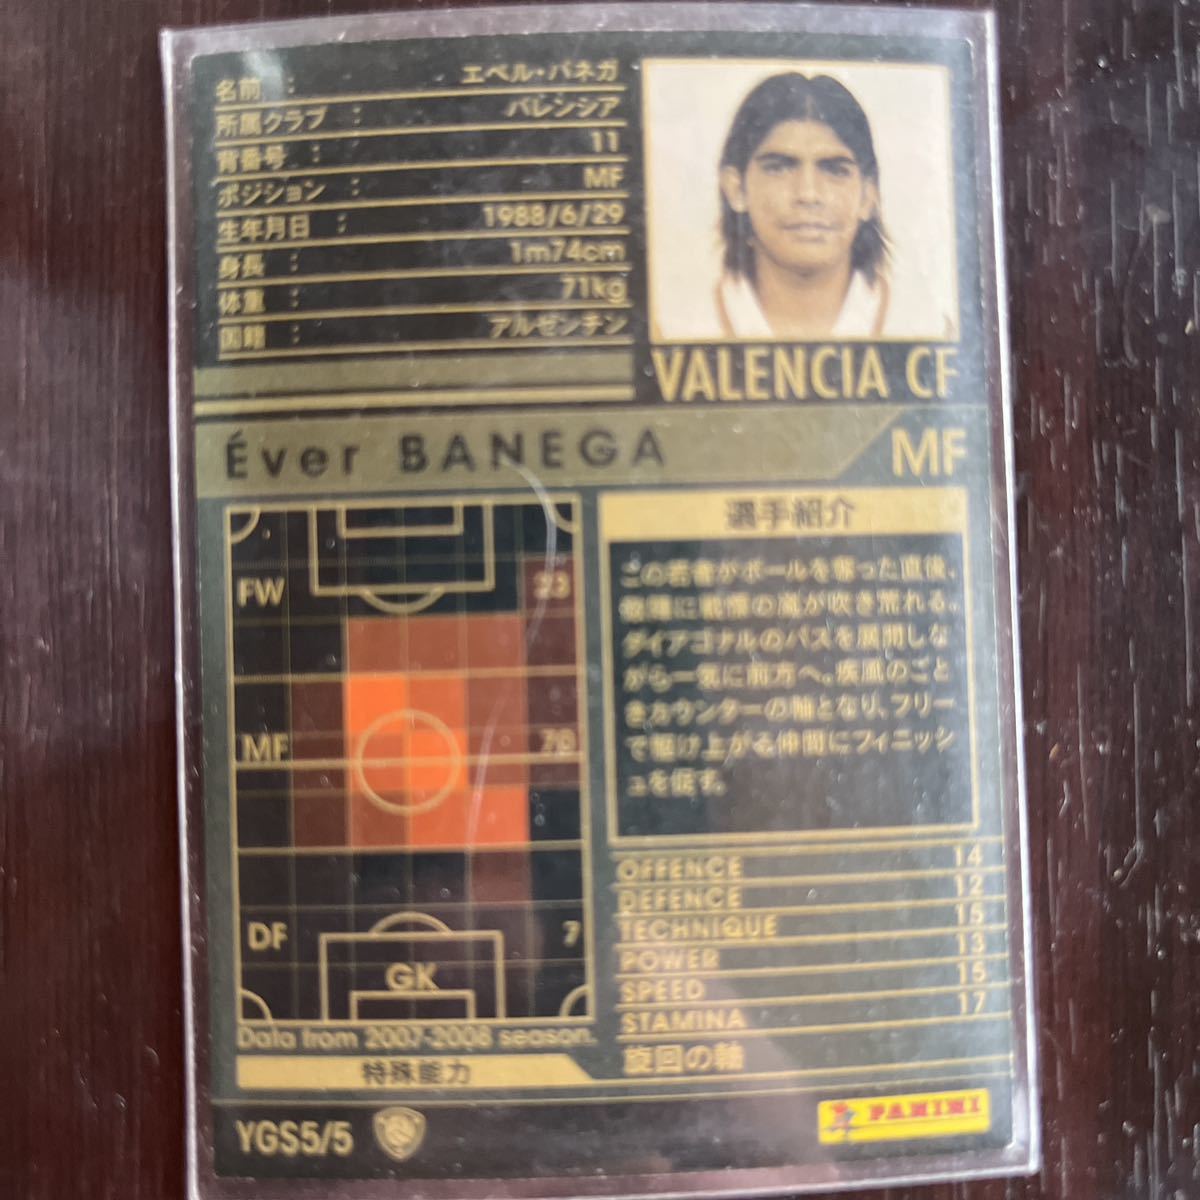 名前 : エベル・バネガ
所属クラブ : バレンシア
背番号 : 11
ポジション : MF
生年月日 : 1988/6/29
身長 : 1m74cm
体重 : 71kg
国籍 : アルゼンチン
VALENCIA CF
Éver BANEGA MF
FW 23
MF 70
DF 7
GK
Data from 2007-2008 season.
選手紹介
この若者がボールを奪った直後、
敵陣に戦慄の嵐が吹き荒れる。
ダイアゴナルのパスを展開しな
がら一気に前方へ。疾風のごと
きカウンターの軸となり、フリー
で駆け上がる仲間にフィニッシ
ュを促す。
OFFENCE 14
DEFENCE 12
TECHNIQUE 15
POWER 13
SPEED 15
STAMINA 17
特殊能力 旋回の軸
YGS5/5
PANINI